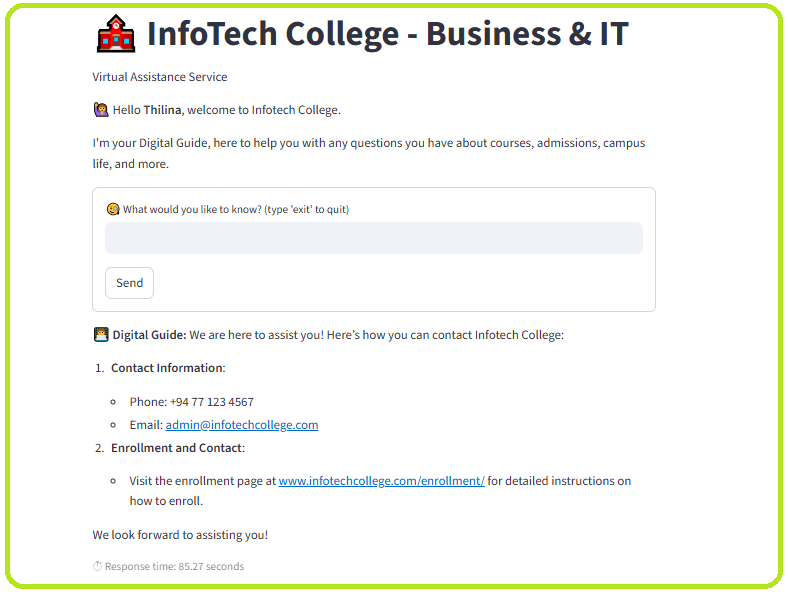 InfoTech College - Business & IT
Virtual Assistance Service
Hello Thilina, welcome to Infotech College.
I'm your Digital Guide, here to help you with any questions you have about courses, admissions, campus
life, and more.
What would you like to know? (type 'exit' to quit)
Send
Digital Guide: We are here to assist you! Here’s how you can contact Infotech College:
1. Contact Information:
Phone: +94 77 123 4567
Email: admin@infotechcollege.com
2. Enrollment and Contact:
Visit the enrollment page at www.infotechcollege.com/enrollment/ for detailed instructions on
how to enroll.
We look forward to assisting you!
Response time: 85.27 seconds